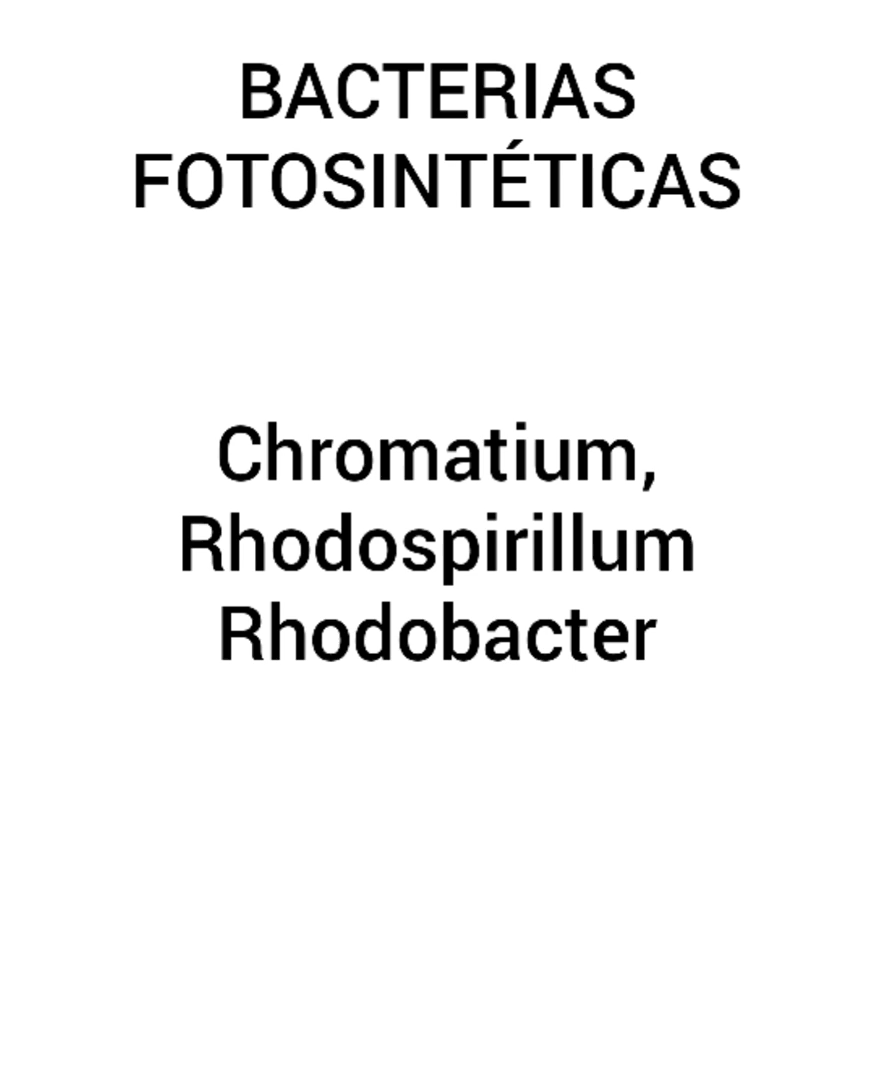 BACTERIAS
FOTOSINTÉTICAS
Chromatium,
Rhodospirillum
Rhodobacter